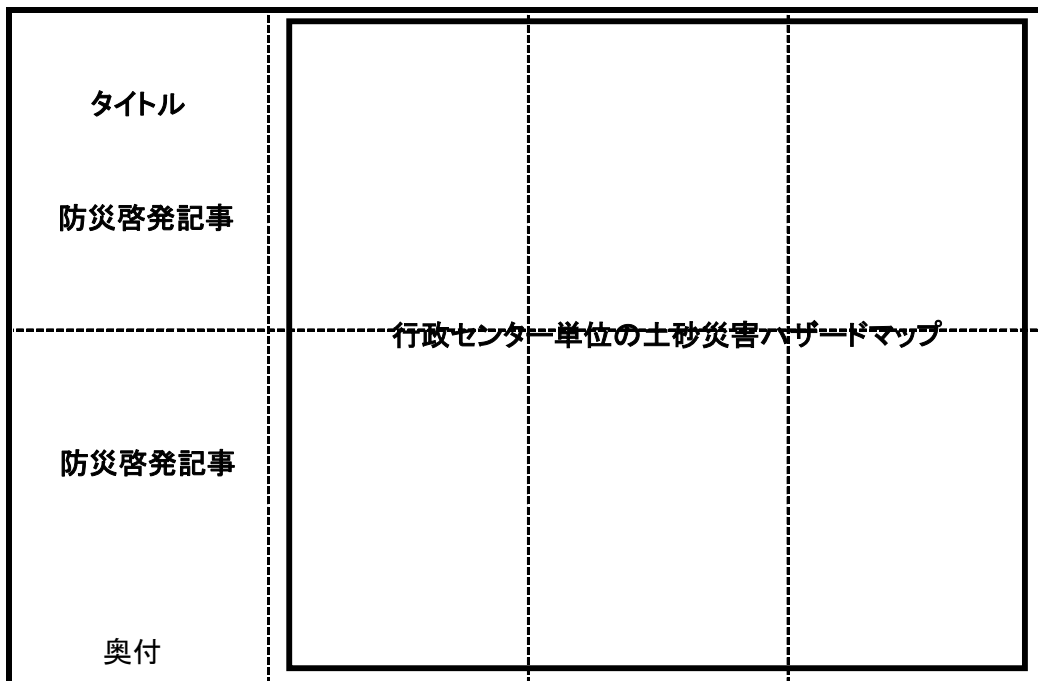 タイトル
防災啓発記事
行政センター単位の土砂災害ハザードマップ
防災啓発記事
奥付